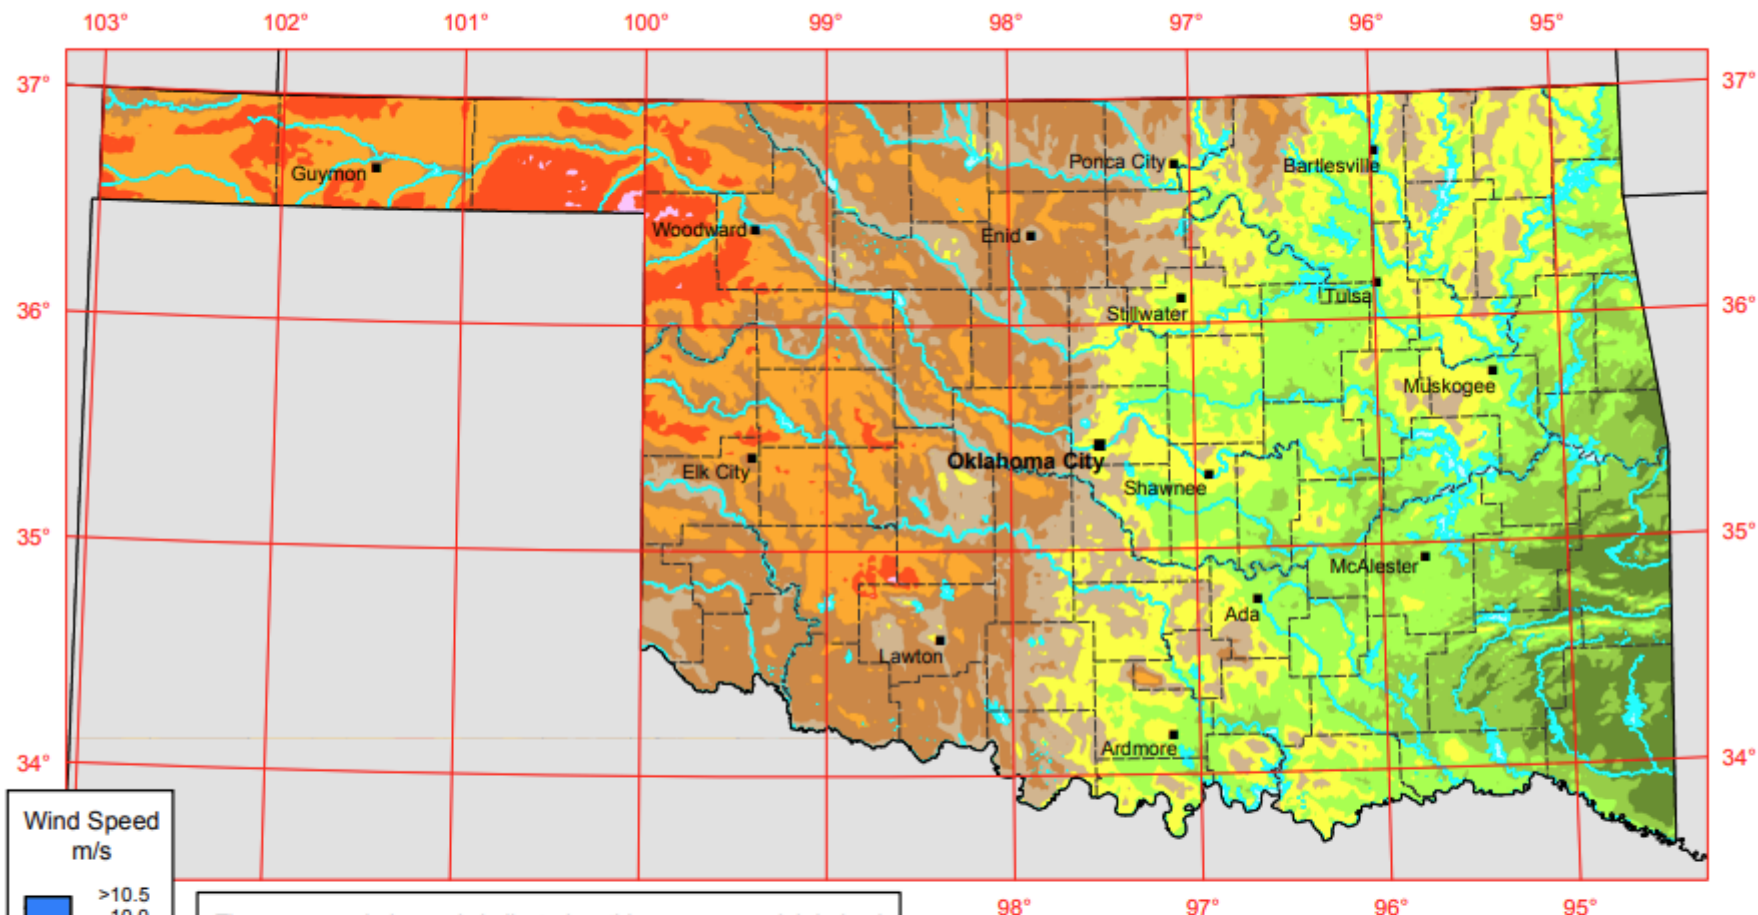 103° 102° 101° 100° 99° 98° 97° 96° 95°
37° 37°
Ponca City
Bartlesville
Guymon
Woodward
Enid
36° Tulsa 36°
Stillwater
Muskogee
Oklahoma City
Elk City
Shawnee
35° 35°
McAlester
Ada
Lawton
Ardmore
34° 34°
Wind Speed
m/s
>10.5
98° 97° 96° 95°